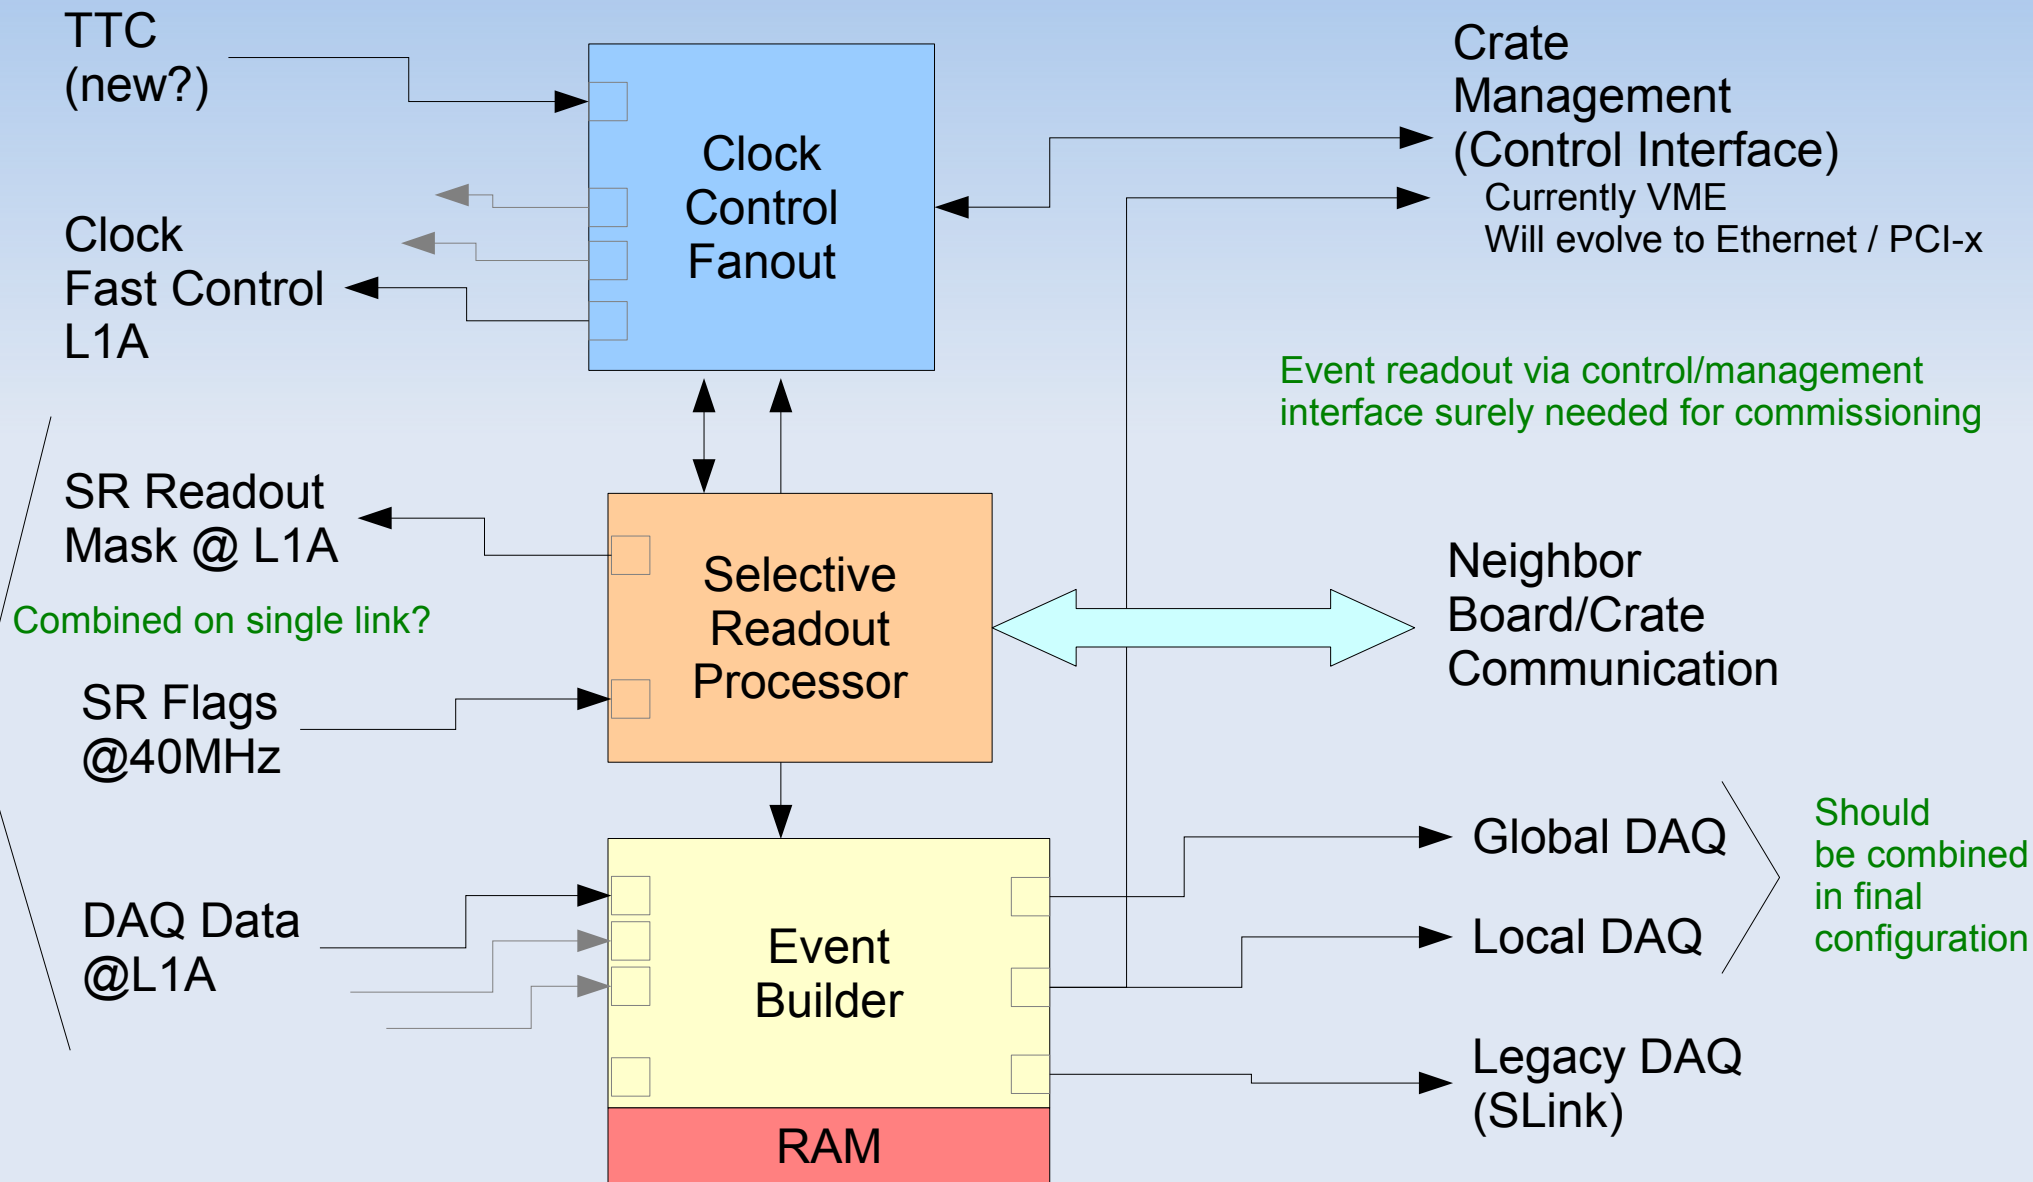 TTC
(new?)
Clock
Control
Fanout
Crate
Management
(Control Interface)
Currently VME
Will evolve to Ethernet / PCI-x
Clock
Fast Control
L1A
Event readout via control/management
interface surely needed for commissioning
SR Readout
Mask @ L1A
Combined on single link?
SR Flags
@40MHz
Selective
Readout
Processor
Neighbor
Board/Crate
Communication
DAQ Data
@L1A
Event
Builder
RAM
Global DAQ
Local DAQ
Should
be combined
in final
configuration
Legacy DAQ
(SLink)